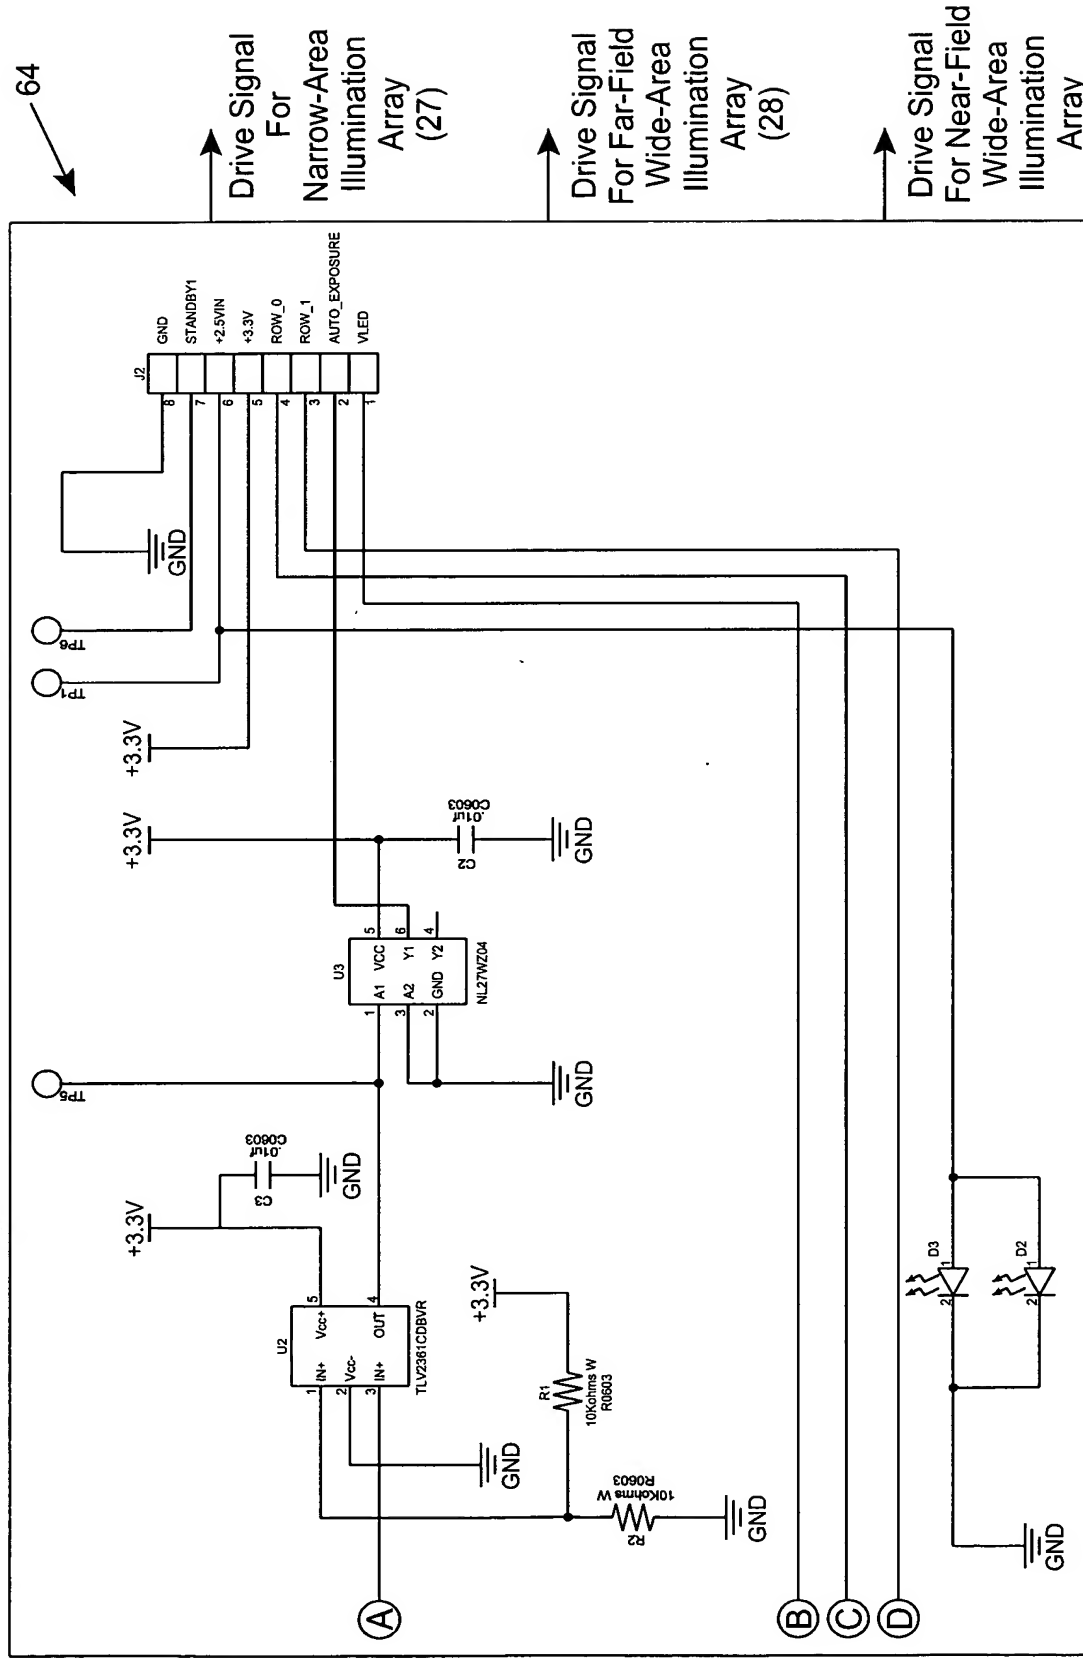 64
Drive Signal
For
Narrow-Area
Illumination
Array
(27)
Drive Signal
For Far-Field
Wide-Area
Illumination
Array
(28)
Drive Signal
For Near-Field
Wide-Area
Illumination
Array
J2
GND
STANDBY1
+2.5VIN
+3.3V
ROW_0
ROW_1
AUTO_EXPOSURE
VLED
8
7
6
5
4
3
2
1
GND
TP6
TP1
+3.3V
+3.3V
C2
.01uf
C0603
GND
U3
A1
VCC
A2
Y1
GND
Y2
1
3
2
5
6
4
NL27WZ04
GND
TP5
+3.3V
C3
.01uf
C0603
GND
U2
IN+
Vcc+
Vcc-
IN+
OUT
1
2
3
5
4
TLV2361CDBVR
GND
+3.3V
R1
10Kohms W
R0603
R2
10Kohms W
R0603
GND
A
B
C
D
D3
1
2
D2
1
2
GND